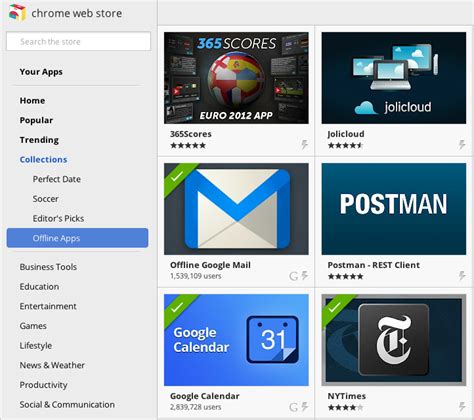 chrome web store
Search the store
Your Apps
Home
Popular
Trending
Collections
Perfect Date
Soccer
Editor's Picks
Offline Apps
Business Tools
Education
Entertainment
Games
Lifestyle
News & Weather
Productivity
Social & Communication
365SCORES
EURO 2012 APP
365Scores
jolicloud
Jolicloud
Offline Google Mail
1,539,109 users
POSTMAN
Postman - REST Client
Google
Calendar
31
Google Calendar
2,839,728 users
T
NYTimes